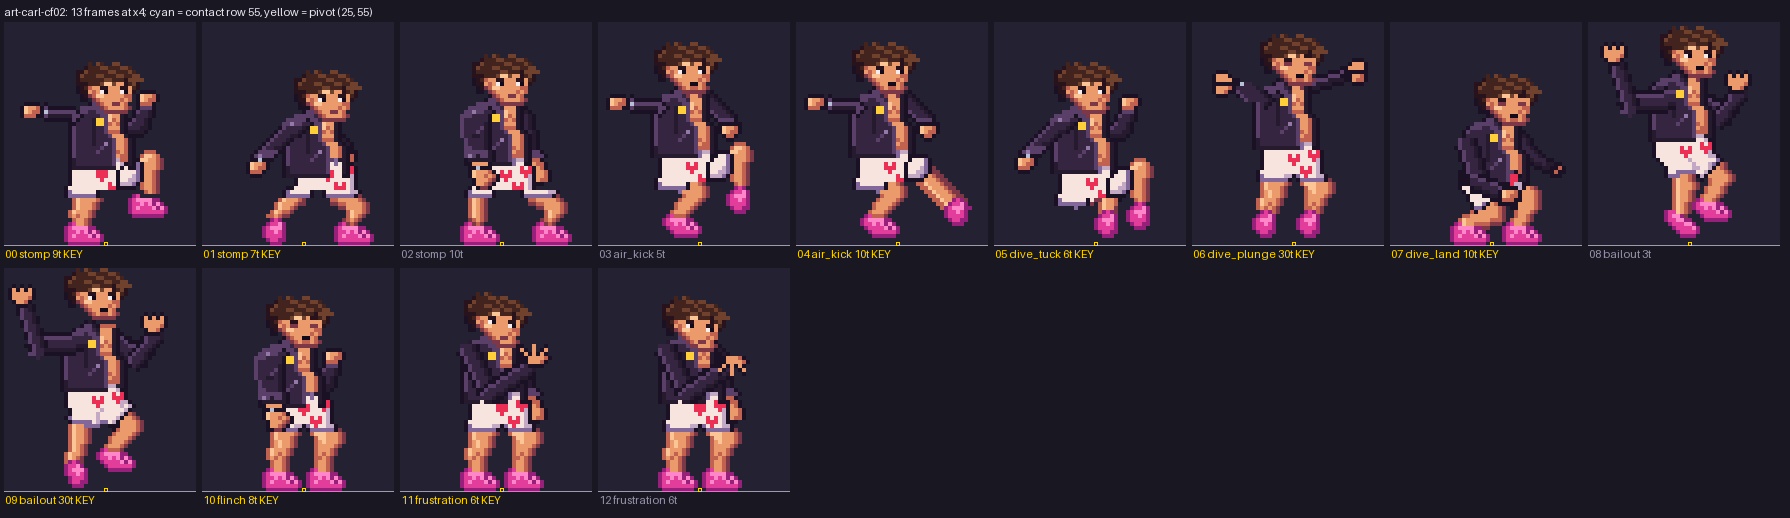 art-carl-cf02: 13 frames at x4; cyan = contact row 55, yellow = pivot (25, 55)
00 stomp 9t KEY
01 stomp 7t KEY
02 stomp 10t
03 air_kick 5t
04 air_kick 10t KEY
05 dive_tuck 6t KEY
06 dive_plunge 30t KEY
07 dive_land 10t KEY
08 bailout 3t
09 bailout 30t KEY
10 flinch 8t KEY
11 frustration 6t KEY
12 frustration 6t